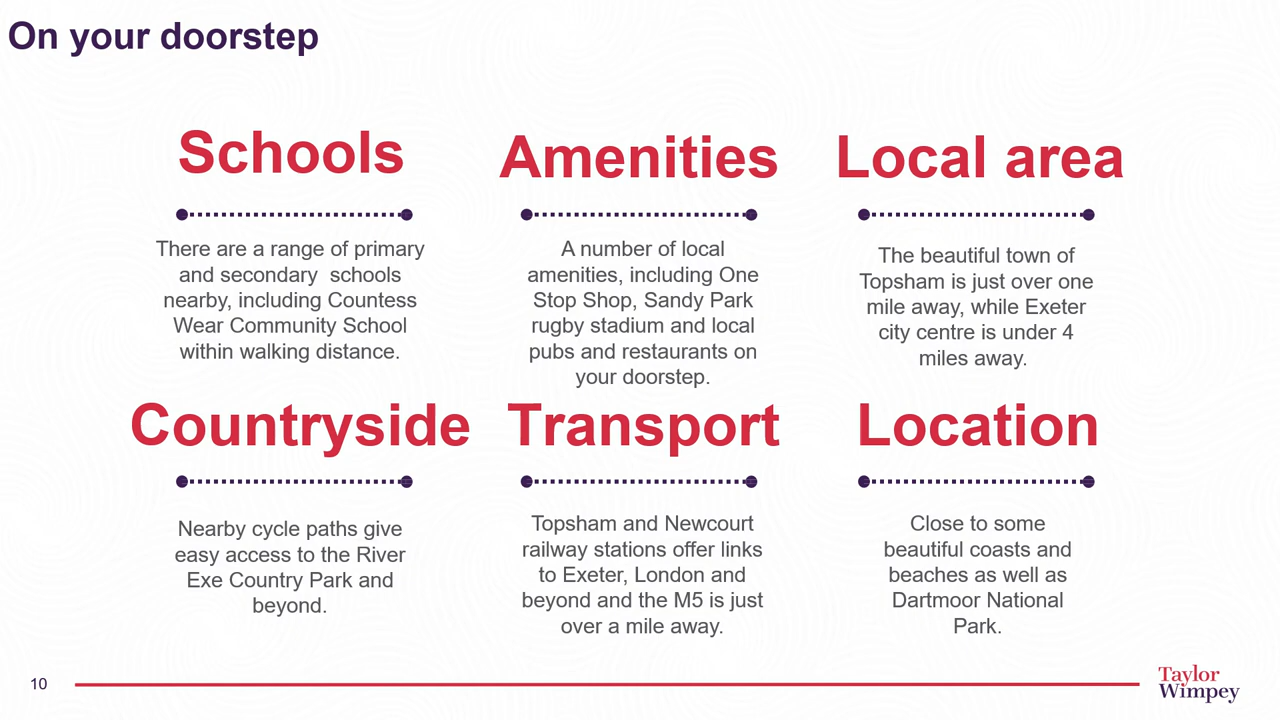 On your doorstep
Schools
There are a range of primary
and secondary  schools
nearby, including Countess
Wear Community School
within walking distance.
Amenities
A number of local
amenities, including One
Stop Shop, Sandy Park
rugby stadium and local
pubs and restaurants on
your doorstep.
Local area
The beautiful town of
Topsham is just over one
mile away, while Exeter
city centre is under 4
miles away.
Countryside
Nearby cycle paths give
easy access to the River
Exe Country Park and
beyond.
Transport
Topsham and Newcourt
railway stations offer links
to Exeter, London and
beyond and the M5 is just
over a mile away.
Location
Close to some
beautiful coasts and
beaches as well as
Dartmoor National
Park.
10
Taylor
Wimpey